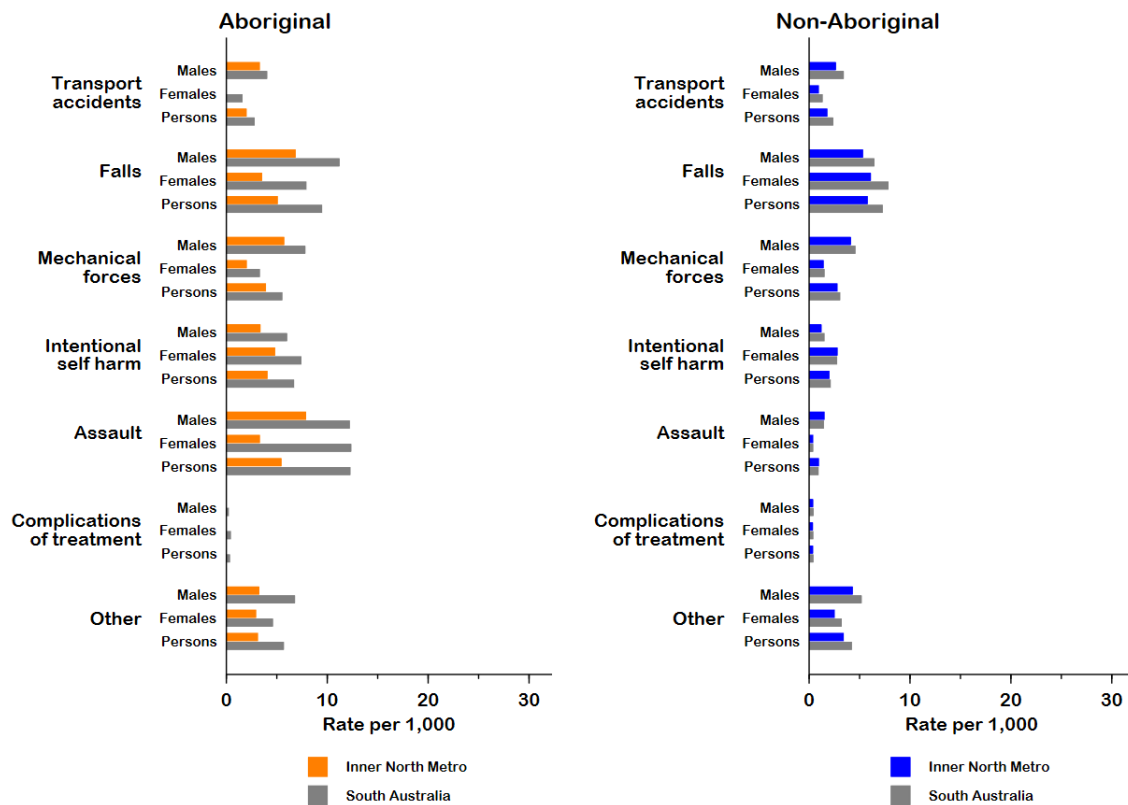 Aboriginal
Transport
accidents
Males
Females
Persons
Falls
Males
Females
Persons
Mechanical
forces
Males
Females
Persons
Intentional
self harm
Males
Females
Persons
Assault
Males
Females
Persons
Complications
of treatment
Males
Females
Persons
Other
Males
Females
Persons
0 10 20 30
Rate per 1,000
Inner North Metro
South Australia
Non-Aboriginal
Transport
accidents
Males
Females
Persons
Falls
Males
Females
Persons
Mechanical
forces
Males
Females
Persons
Intentional
self harm
Males
Females
Persons
Assault
Males
Females
Persons
Complications
of treatment
Males
Females
Persons
Other
Males
Females
Persons
0 10 20 30
Rate per 1,000
Inner North Metro
South Australia